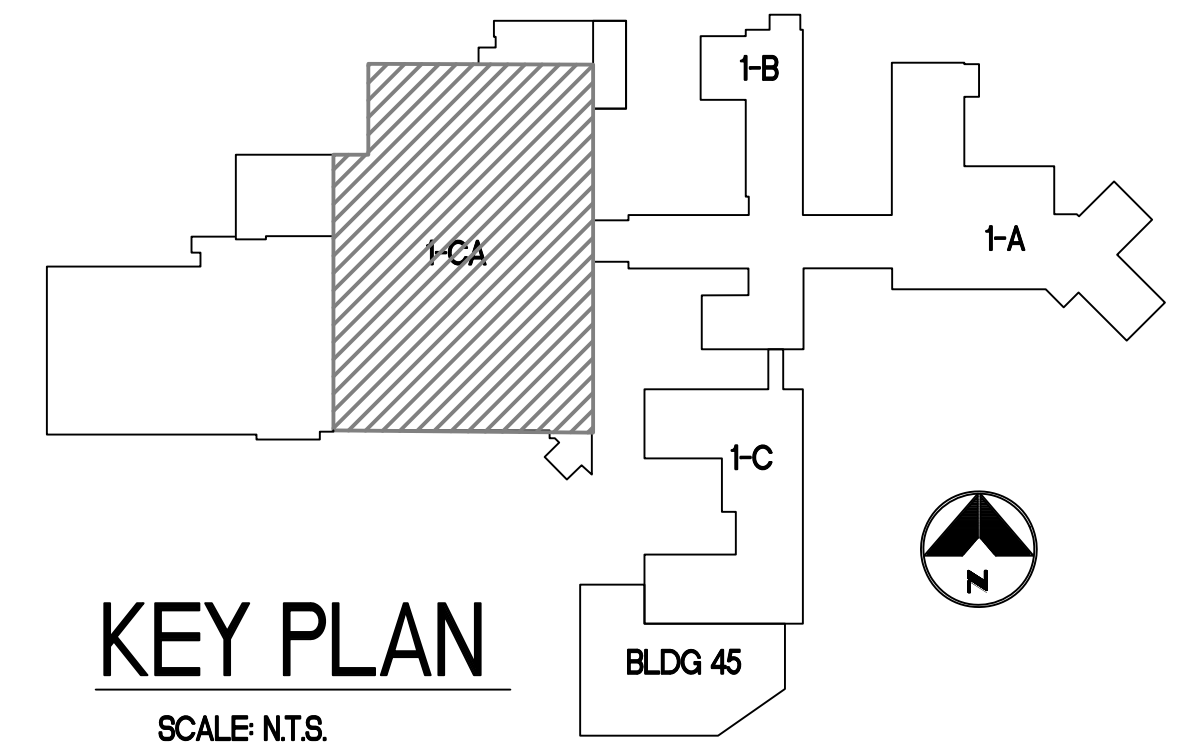 1-B
1-A
1-CA
1-C
N
KEY PLAN
BLDG 45
SCALE: N.T.S.